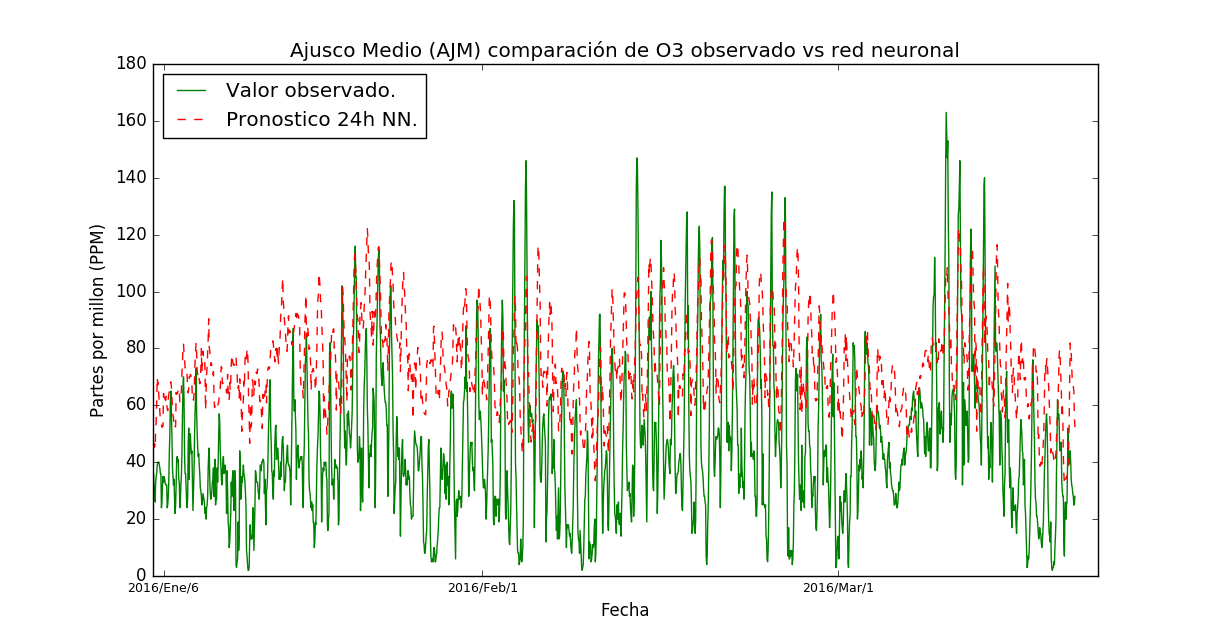 Ajusco Medio (AJM) comparación de O3 observado vs red neuronal
180
160
140
120
100
80
60
40
20
0
Partes por millon (PPM)
Valor observado.
Pronostico 24h NN.
2016/Ene/6
2016/Feb/1
2016/Mar/1
Fecha